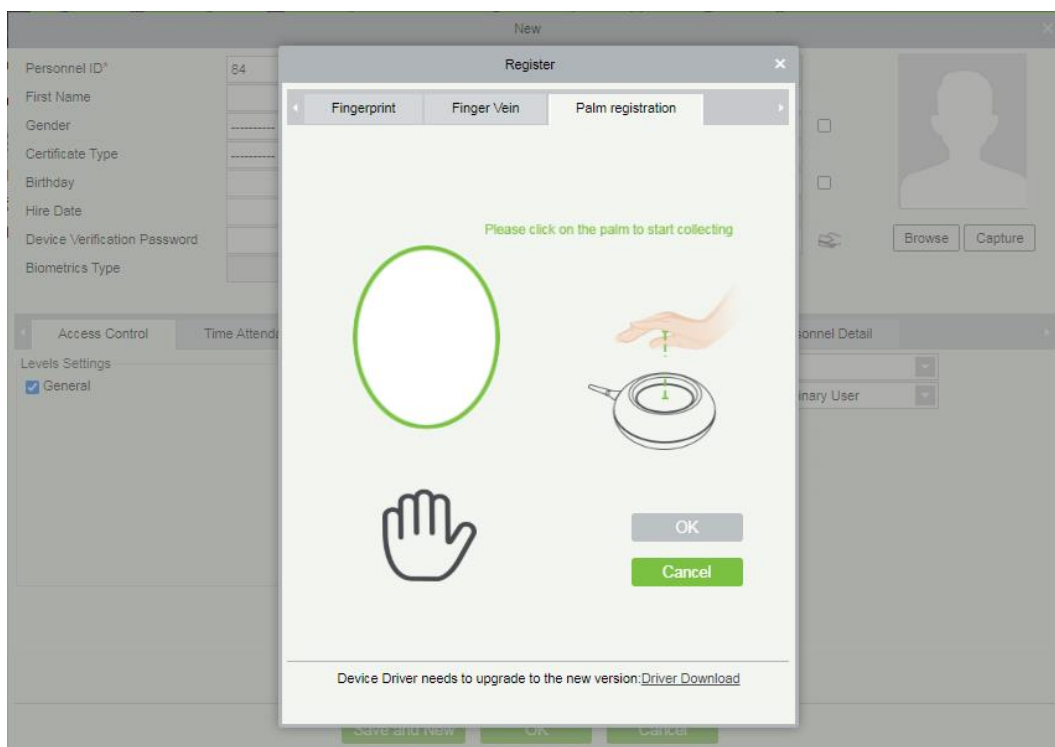 New
Register
Personnel ID*
84
First Name
Gender
----------
Certificate Type
----------
Birthday
Hire Date
Device Verification Password
Biometrics Type
Browse
Capture
Fingerprint
Finger Vein
Palm registration
Please click on the palm to start collecting
Access Control
Time Attenda
sonnel Detail
Levels Settings
General
inary User
OK
Cancel
Device Driver needs to upgrade to the new version:Driver Download
Save and New
OK
Cancel